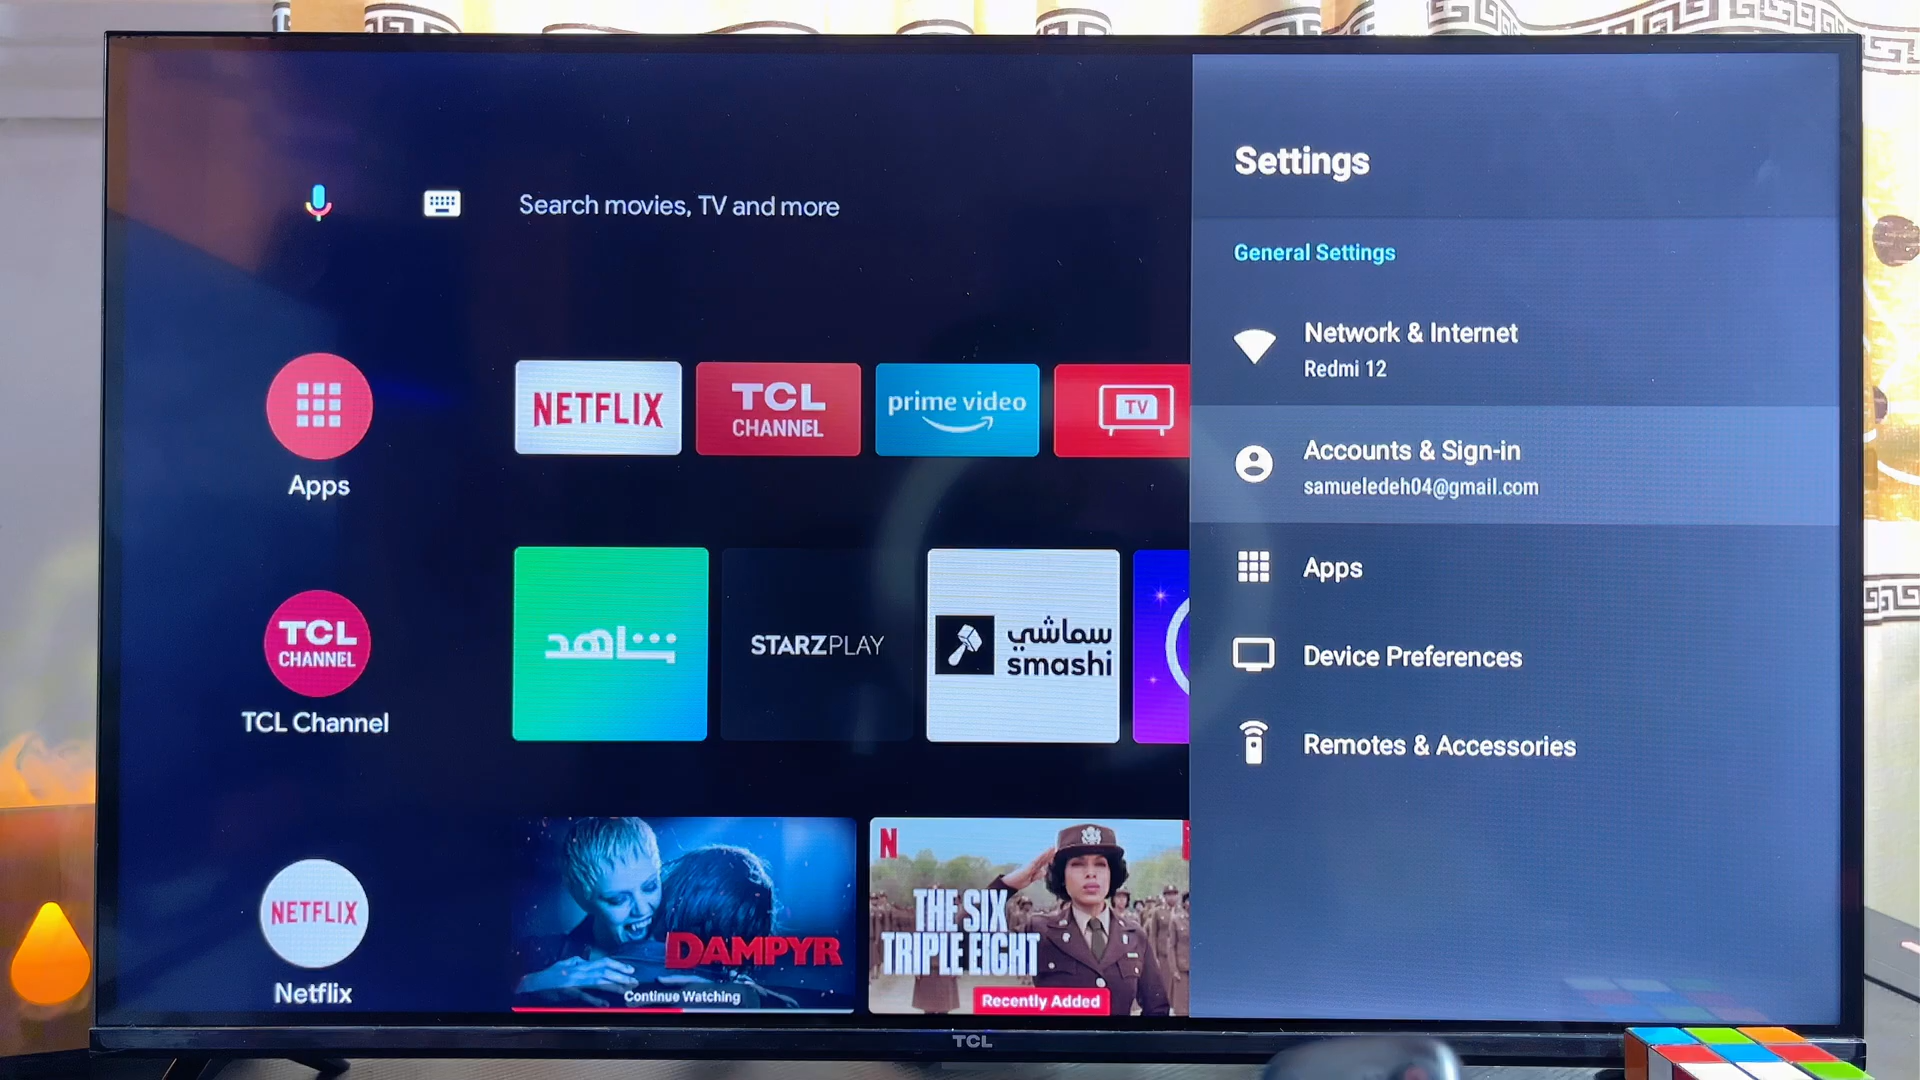 Search movies, TV and more
Apps
NETFLIX
TCL
CHANNEL
prime video
TV
TCL
CHANNEL
TCL Channel
شاهد
STARZPLAY
سماشي
smashi
NETFLIX
Netflix
DAMPYR
Continue Watching
N
THE SIX
TRIPLE EIGHT
Recently Added
Settings
General Settings
Network & Internet
Redmi 12
Accounts & Sign-in
samueledeh04@gmail.com
Apps
Device Preferences
Remotes & Accessories
TCL